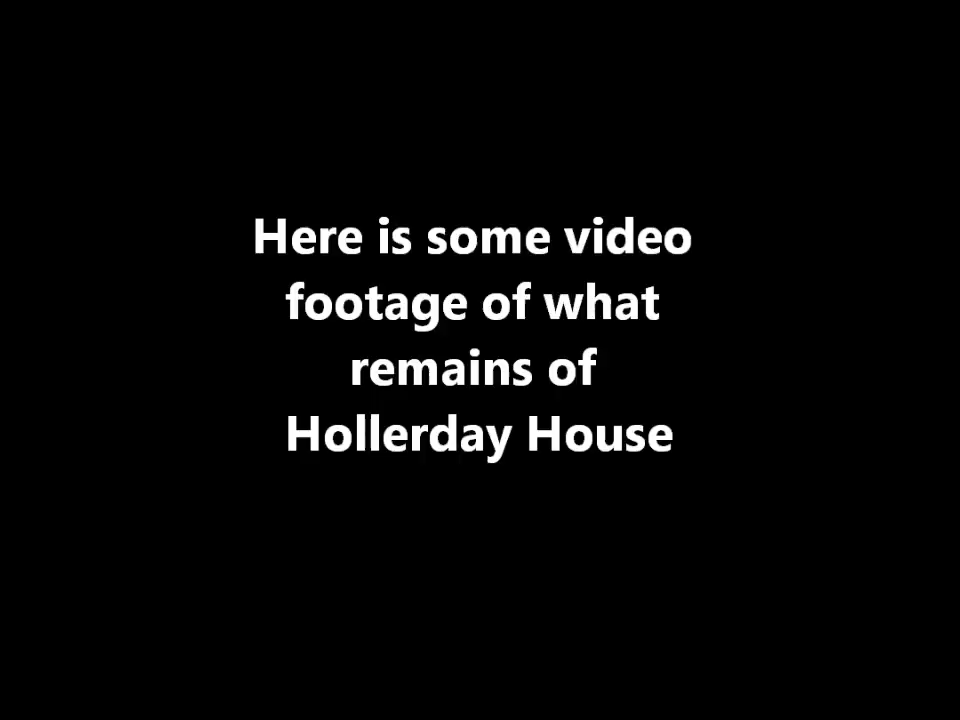 Here is some video
footage of what
remains of
Hollerday House